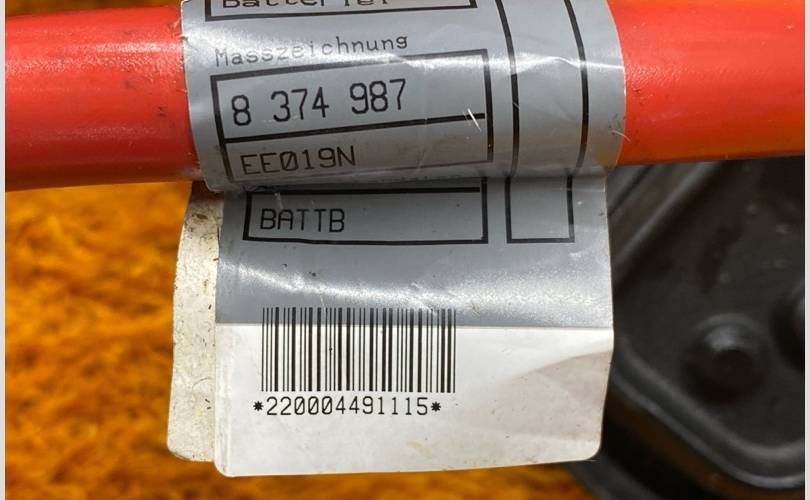 Masszeichnung
8 374 987
EE019N
BATTB
*220004491115*